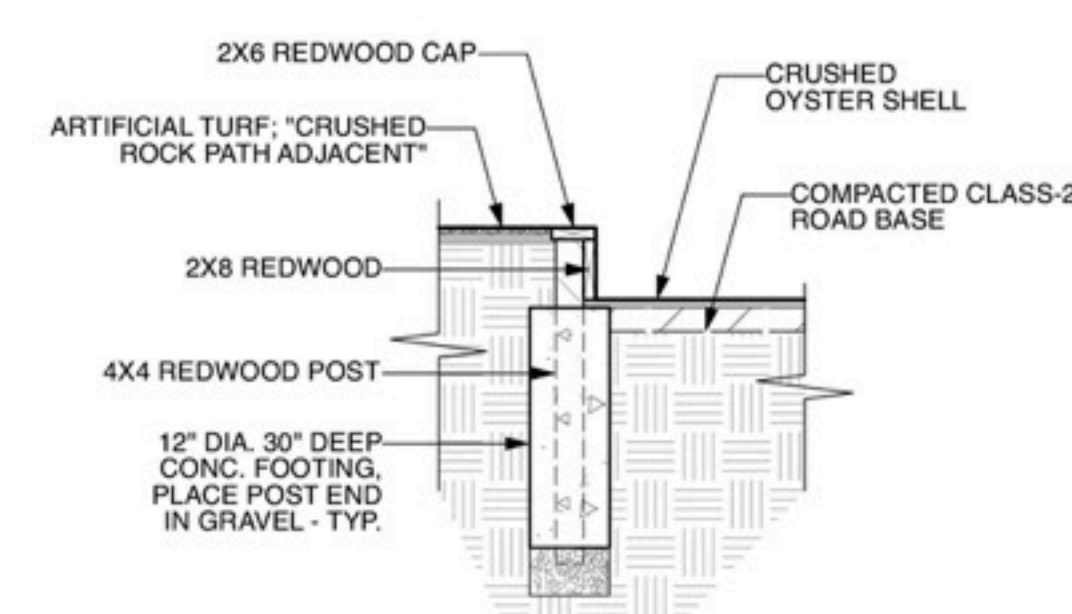 2X6 REDWOOD CAP
ARTIFICIAL TURF; "CRUSHED
ROCK PATH ADJACENT"
2X8 REDWOOD
4X4 REDWOOD POST
12" DIA. 30" DEEP
CONC. FOOTING,
PLACE POST END
IN GRAVEL - TYP.
CRUSHED
OYSTER SHELL
COMPACTED CLASS-2
ROAD BASE